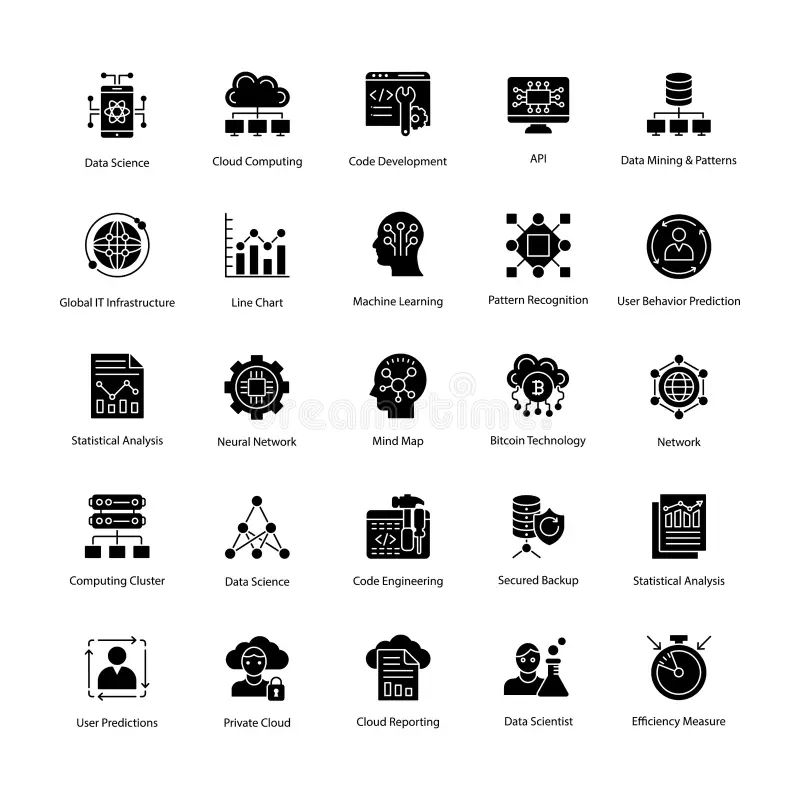 Data Science
Cloud Computing
Code Development
API
Data Mining & Patterns
Global IT Infrastructure
Line Chart
Machine Learning
Pattern Recognition
User Behavior Prediction
Statistical Analysis
Neural Network
Mind Map
Bitcoin Technology
Network
dreamstime
Computing Cluster
Data Science
Code Engineering
Secured Backup
Statistical Analysis
User Predictions
Private Cloud
Cloud Reporting
Data Scientist
Efficiency Measure